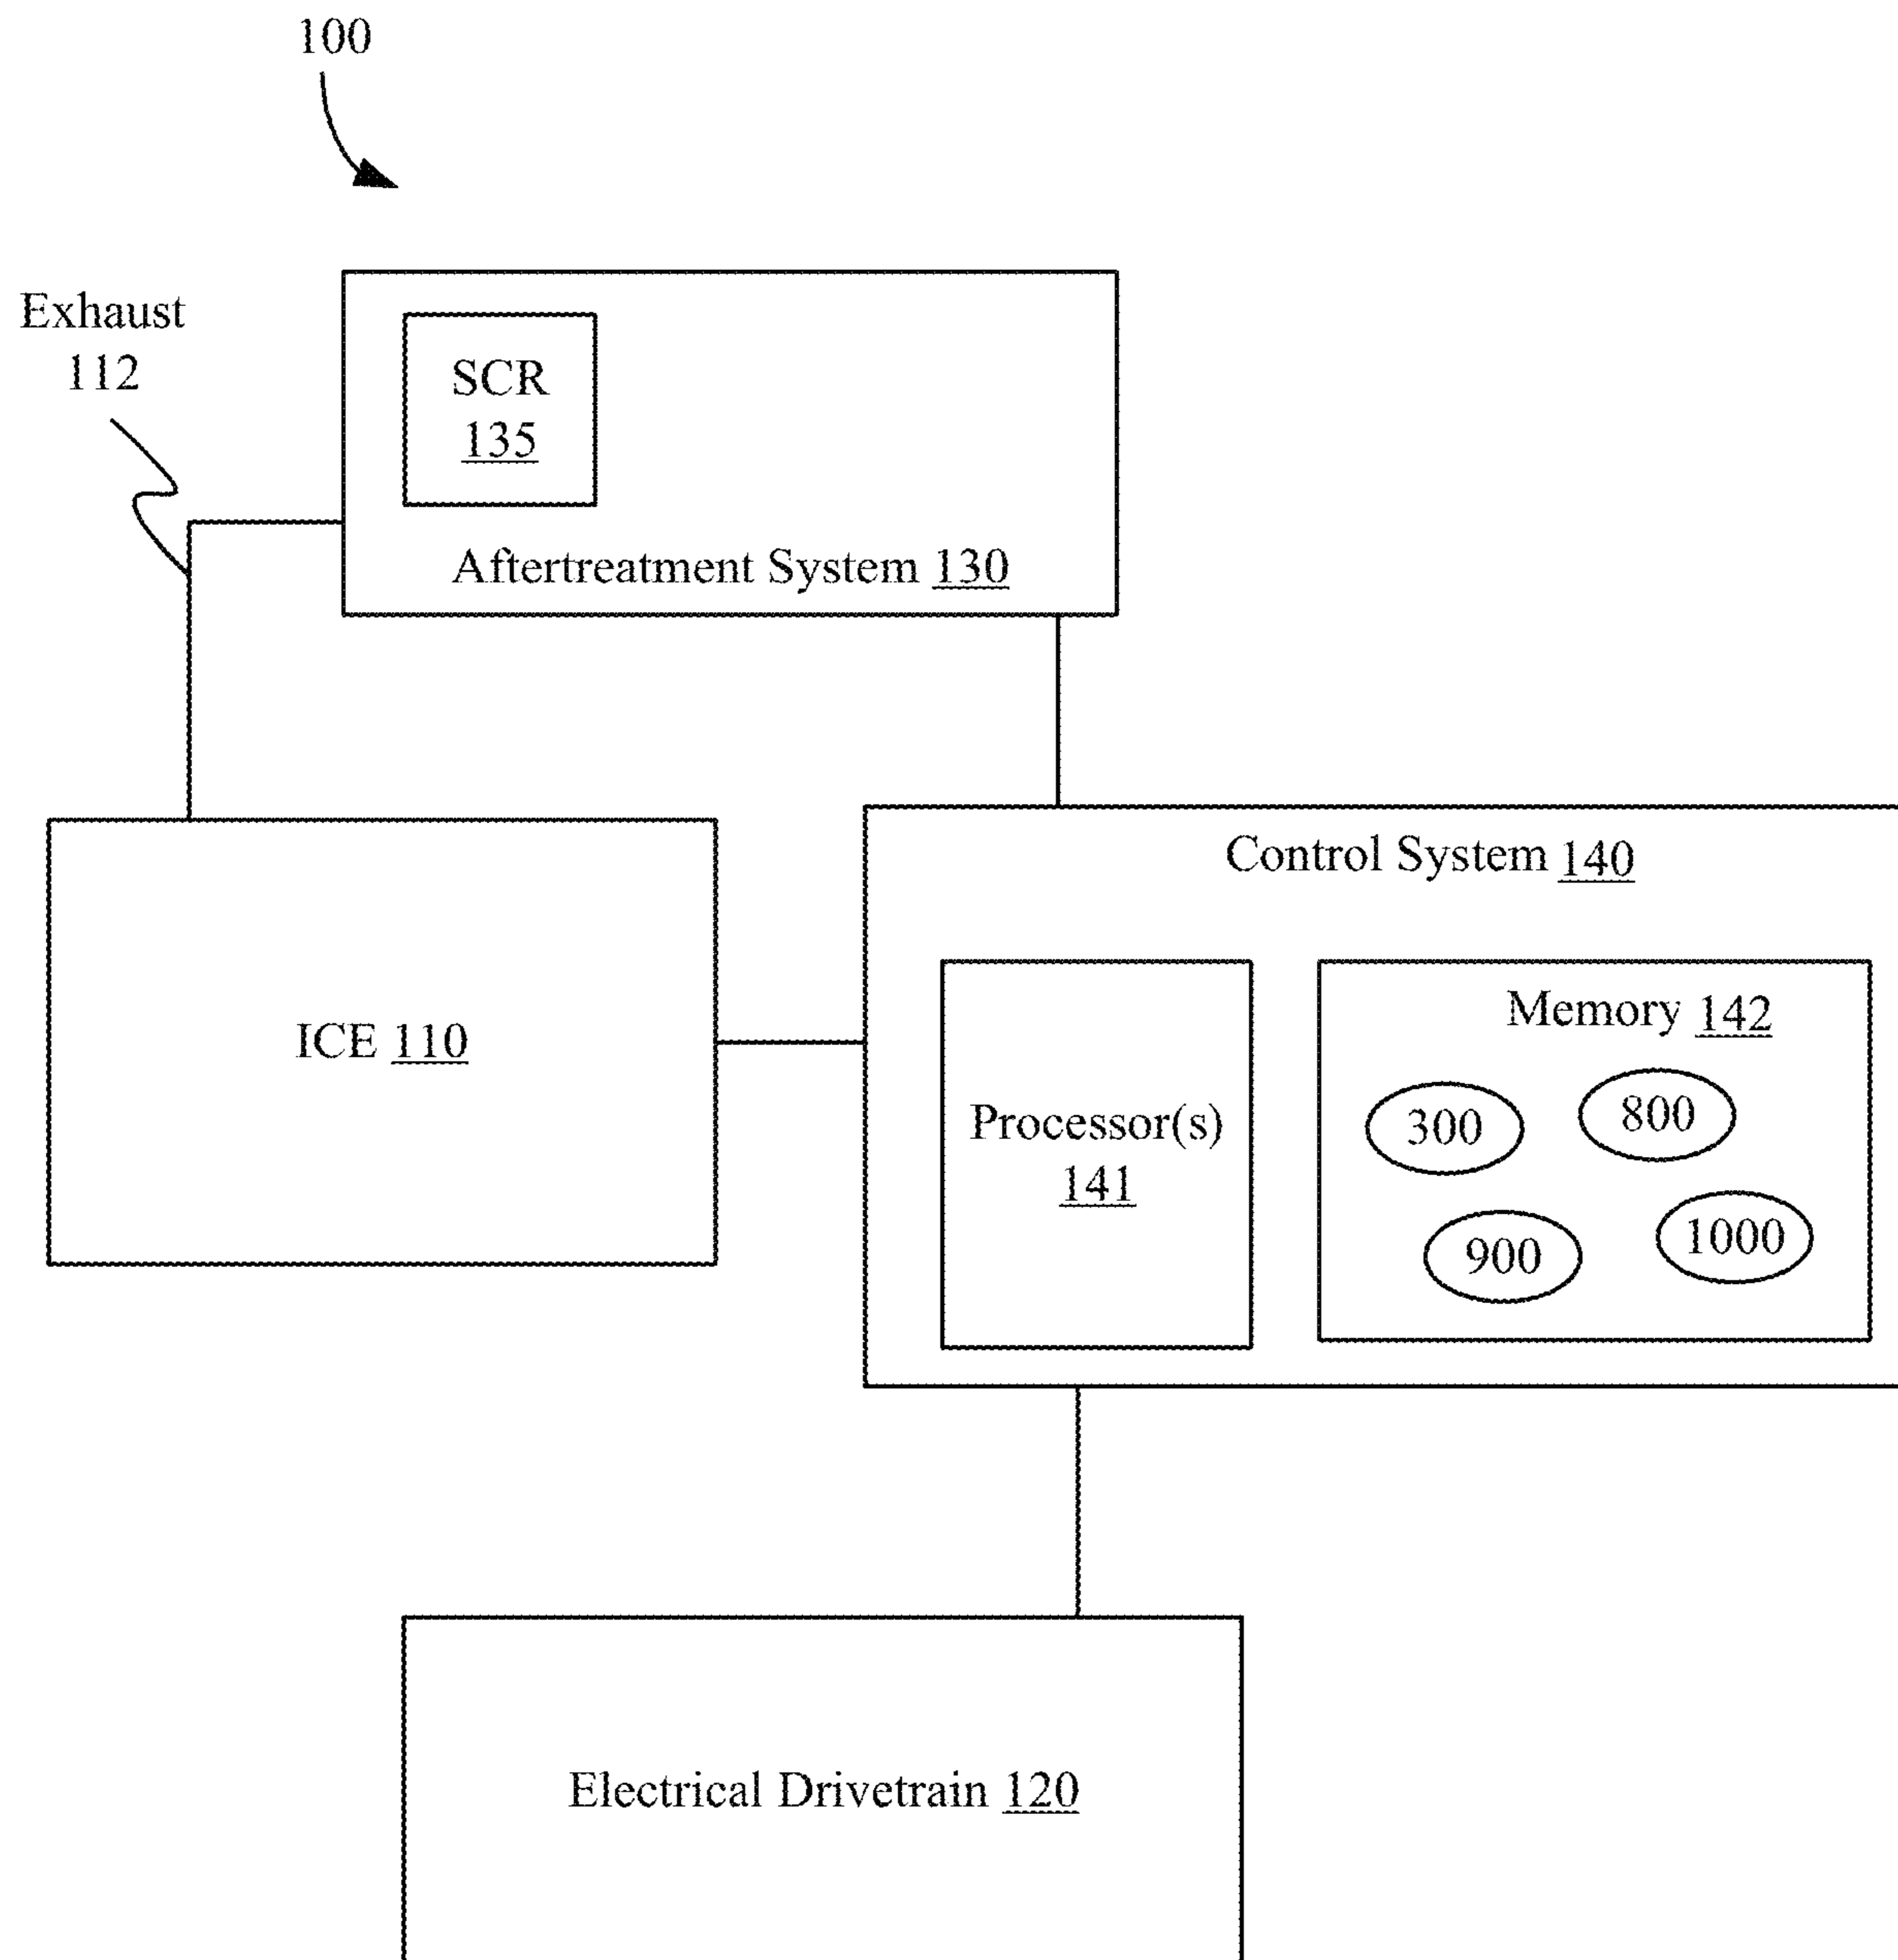 100
Exhaust
112
SCR
135
Aftertreatment System 130
Control System 140
ICE 110
Processor(s)
141
Memory 142
300
800
900
1000
Electrical Drivetrain 120